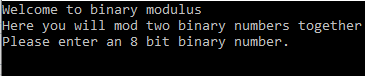 Welcome to binary modulus
Here you will mod two binary numbers together
Please enter an 8 bit binary number.